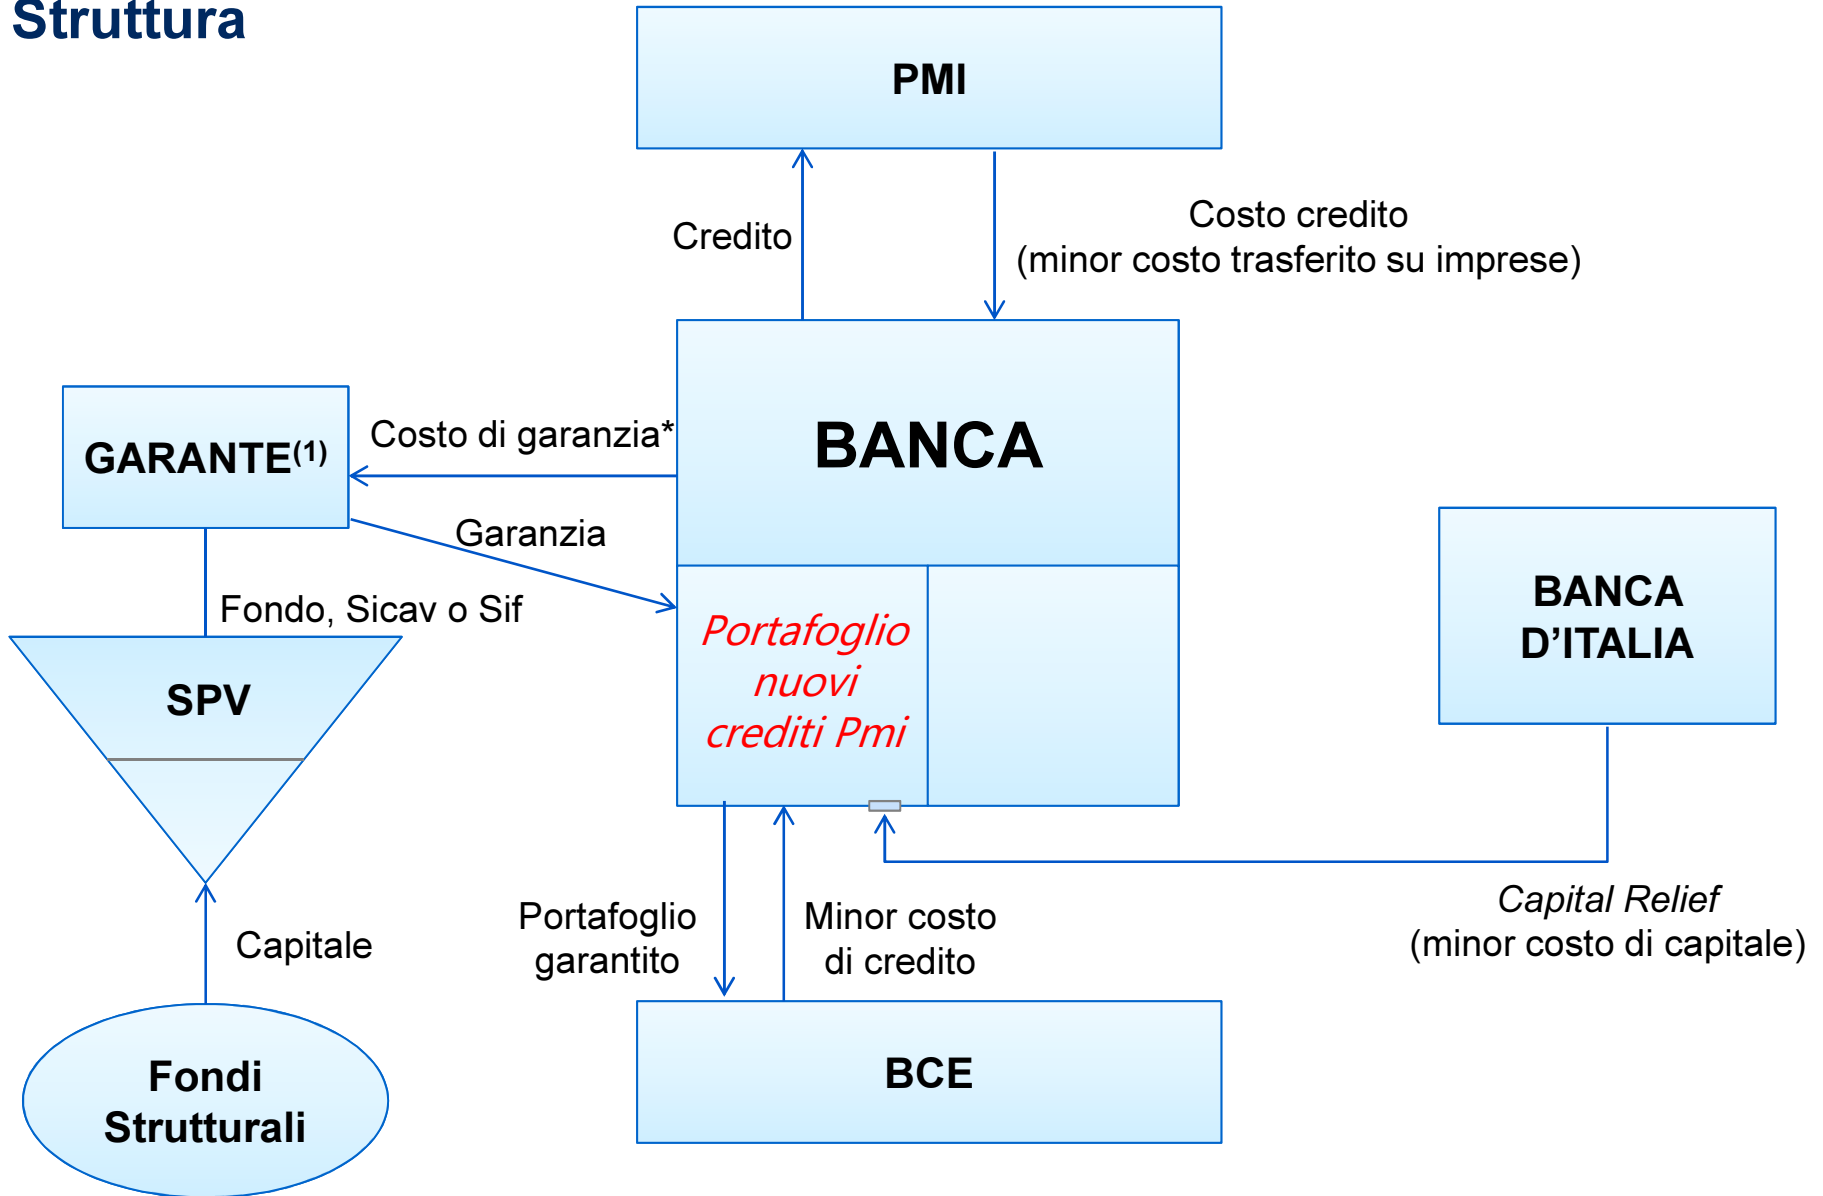 Struttura
PMI
Credito
Costo credito
(minor costo trasferito su imprese)
GARANTE(1)
Costo di garanzia*
BANCA
Garanzia
Fondo, Sicav o Sif
SPV
Portafoglio
nuovi
crediti Pmi
BANCA
D’ITALIA
Capitale
Portafoglio
garantito
Minor costo
di credito
Capital Relief
(minor costo di capitale)
Fondi
Strutturali
BCE